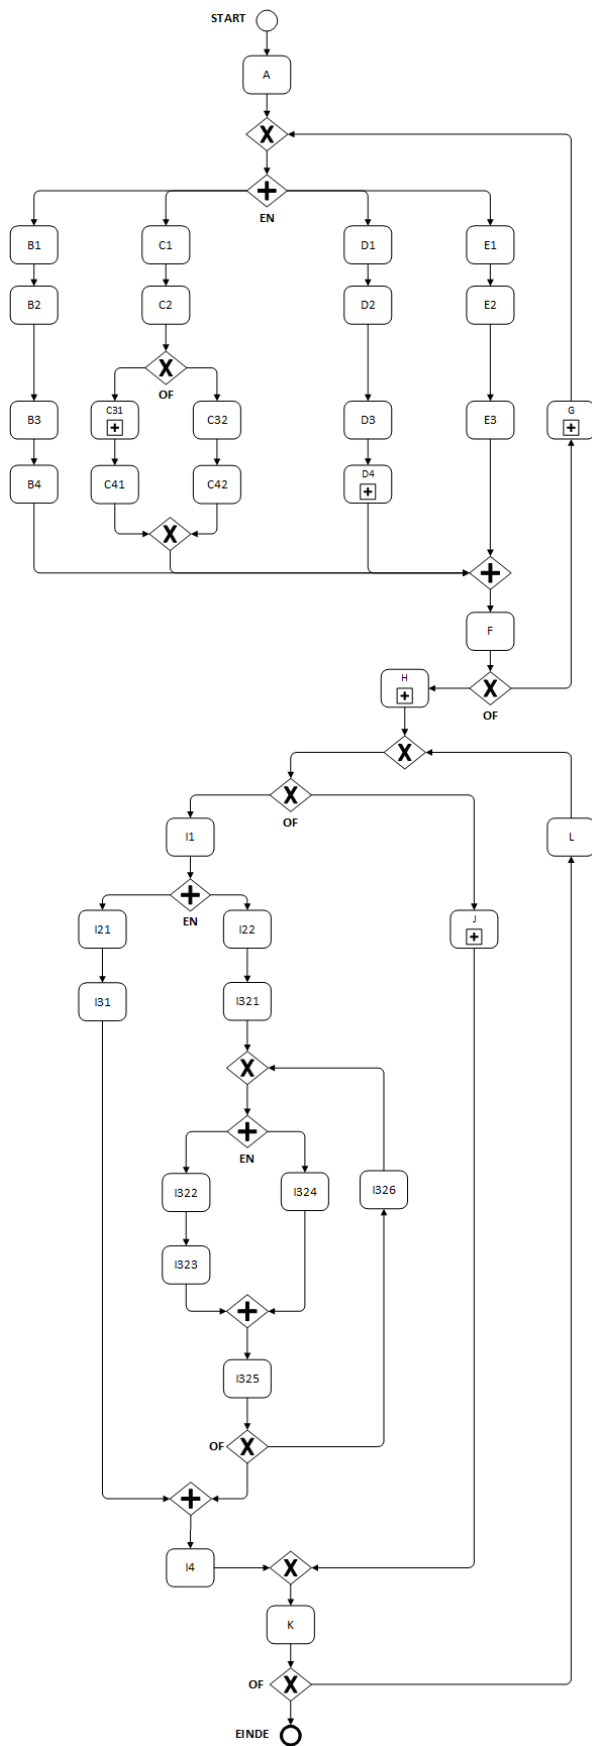 START
A
EN
B1
C1
D1
E1
B2
C2
D2
E2
OF
B3
C31
C32
D3
E3
G
B4
C41
C42
D4
F
H
OF
OF
I1
L
EN
I21
I22
J
I31
I321
EN
I322
I324
I326
I323
I325
OF
I4
K
OF
EINDE